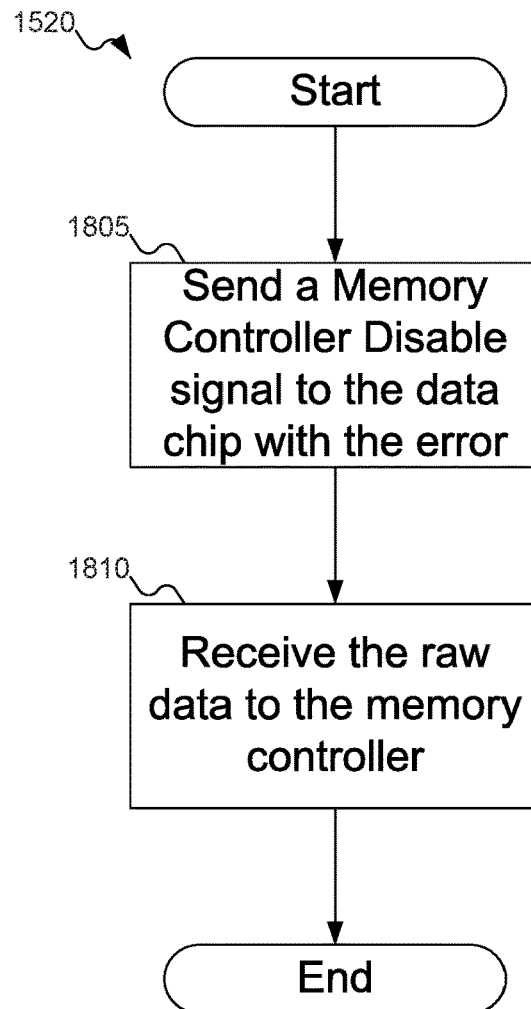 1520
Start
1805
Send a Memory
Controller Disable
signal to the data
chip with the error
1810
Receive the raw
data to the memory
controller
End